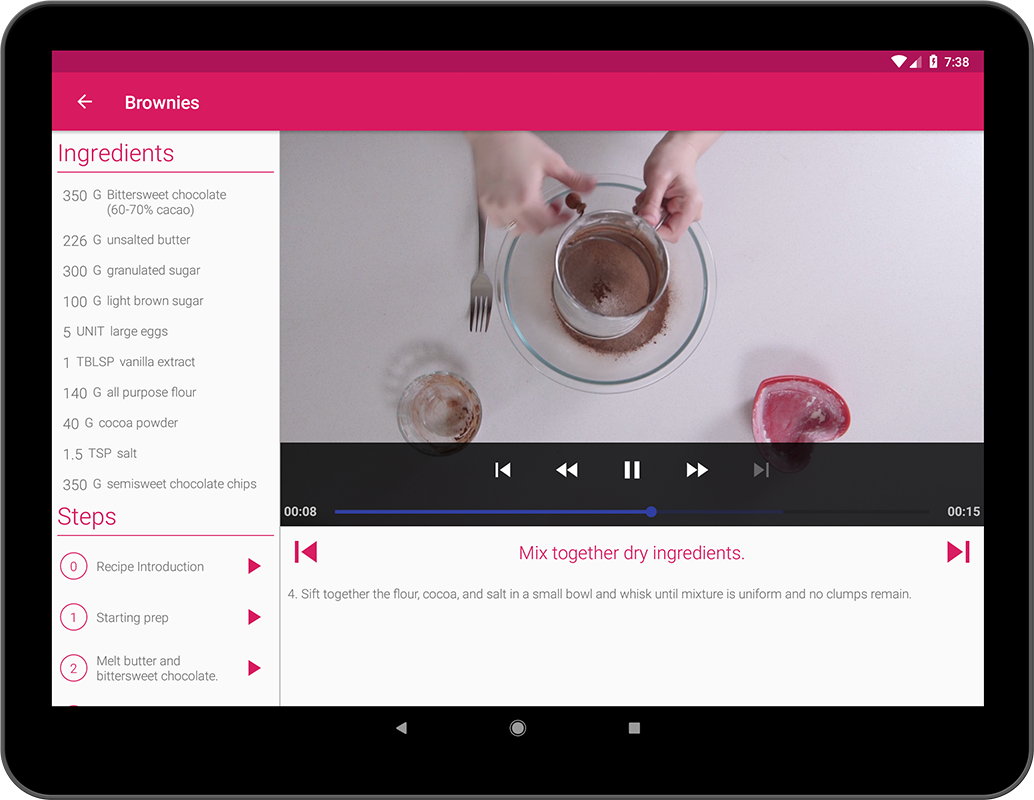 7:38
Brownies
Ingredients
350 G Bittersweet chocolate
(60-70% cacao)
226 G unsalted butter
300 G granulated sugar
100 G light brown sugar
5 UNIT large eggs
1 TBLSP vanilla extract
140 G all purpose flour
40 G cocoa powder
1.5 TSP salt
350 G semisweet chocolate chips
Steps
0 Recipe Introduction
1 Starting prep
2 Melt butter and
bittersweet chocolate.
00:08 00:15
Mix together dry ingredients.
4. Sift together the flour, cocoa, and salt in a small bowl and whisk until mixture is uniform and no clumps remain.